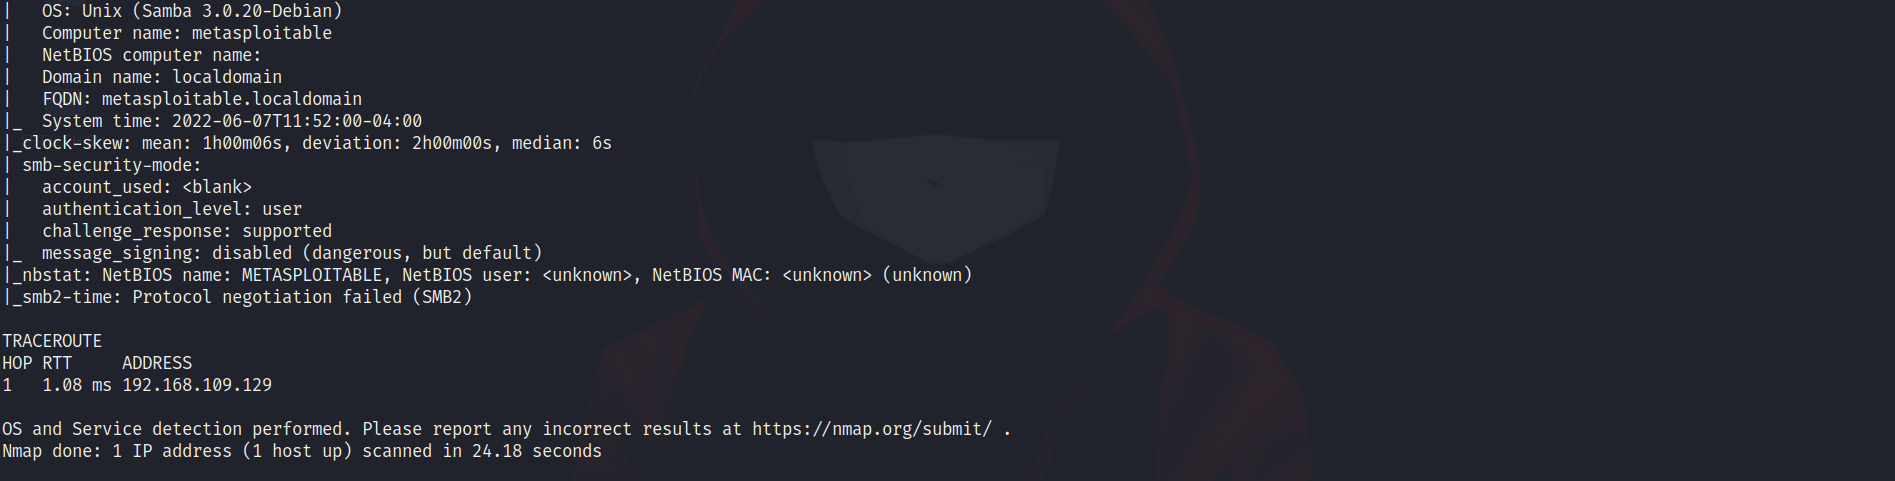 |   OS: Unix (Samba 3.0.20-Debian)
|   Computer name: metasploitable
|   NetBIOS computer name:
|   Domain name: localdomain
|   FQDN: metasploitable.localdomain
|_  System time: 2022-06-07T11:52:00-04:00
|_clock-skew: mean: 1h00m06s, deviation: 2h00m00s, median: 6s
| smb-security-mode:
|   account_used: <blank>
|   authentication_level: user
|   challenge_response: supported
|_  message_signing: disabled (dangerous, but default)
|_nbstat: NetBIOS name: METASPLOITABLE, NetBIOS user: <unknown>, NetBIOS MAC: <unknown> (unknown)
|_smb2-time: Protocol negotiation failed (SMB2)
TRACEROUTE
HOP RTT     ADDRESS
1   1.08 ms 192.168.109.129
OS and Service detection performed. Please report any incorrect results at https://nmap.org/submit/ .
Nmap done: 1 IP address (1 host up) scanned in 24.18 seconds